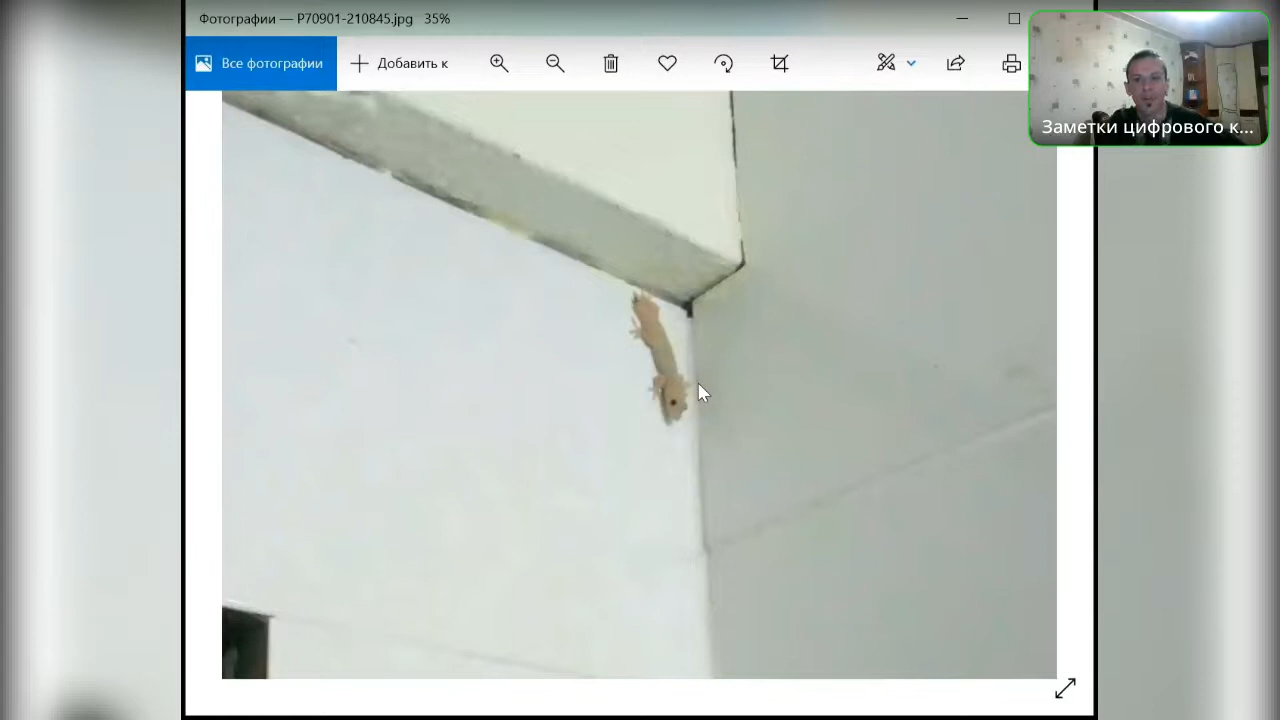 Фотографии — P70901-210845.jpg 35%
Все фотографии
Добавить к
Заметки цифрового к...